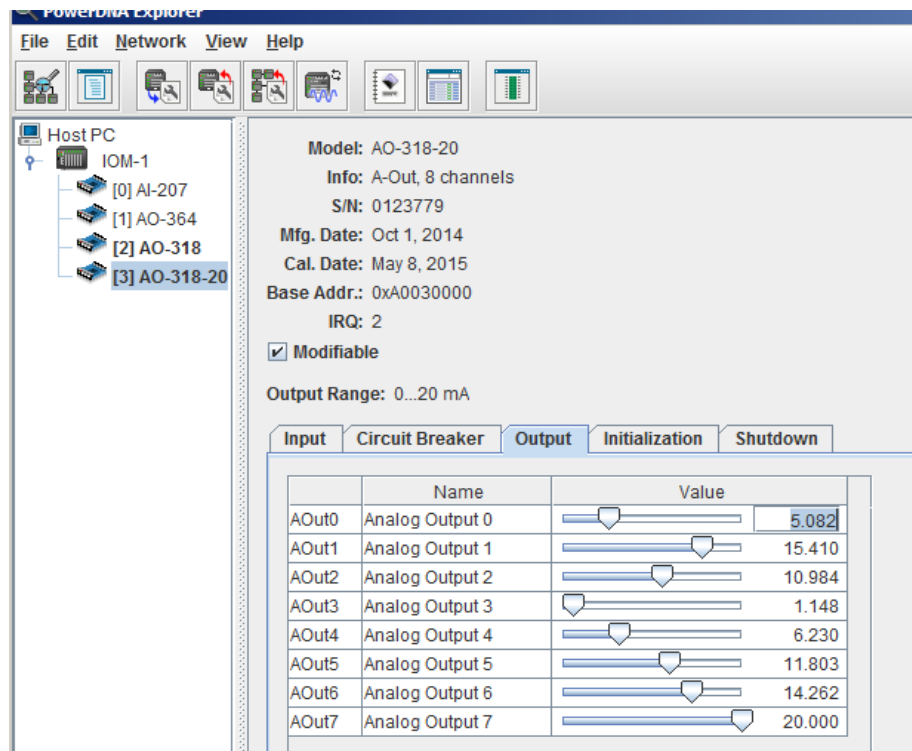 PowerDNA Explorer
File Edit Network View Help
Host PC
IOM-1
[0] AI-207
[1] AO-364
[2] AO-318
[3] AO-318-20
Model: AO-318-20
Info: A-Out, 8 channels
S/N: 0123779
Mfg. Date: Oct 1, 2014
Cal. Date: May 8, 2015
Base Addr.: 0xA0030000
IRQ: 2
Modifiable
Output Range: 0...20 mA
Input Circuit Breaker Output Initialization Shutdown
Name Value
AOut0 Analog Output 0 5.082
AOut1 Analog Output 1 15.410
AOut2 Analog Output 2 10.984
AOut3 Analog Output 3 1.148
AOut4 Analog Output 4 6.230
AOut5 Analog Output 5 11.803
AOut6 Analog Output 6 14.262
AOut7 Analog Output 7 20.000